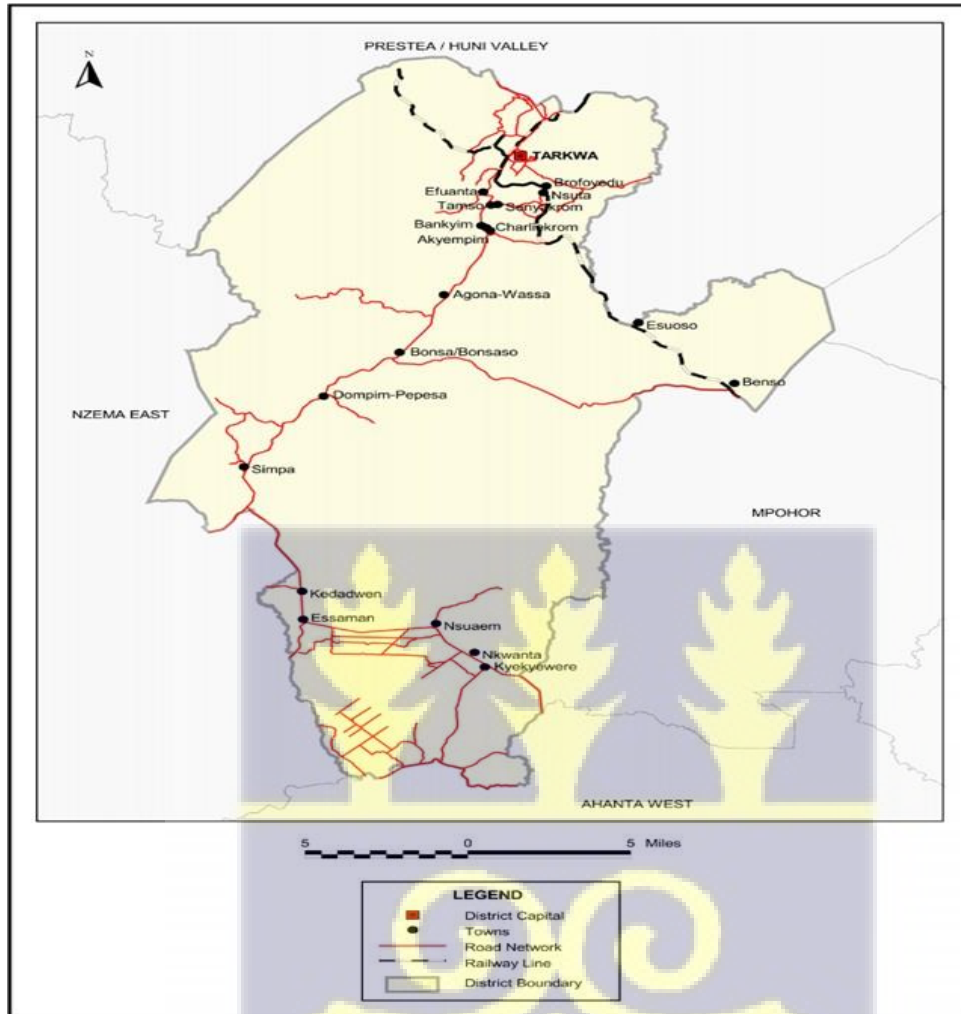 PRESTEA / HUNI VALLEY
N
TARKWA
Brofoyedu
Efuanta
Nsuta
Tamso
Bankyim
Charliekrom
Akyempim
Agona-Wassa
Esuoso
Bonsa/Bonsaso
Benso
Dompim-Pepesa
NZEMA EAST
Simpa
MPOHOR
Kedadwen
Essaman
Nsuaem
Nkwanta
Kyekyewere
AHANTA WEST
5 0 5 Miles
LEGEND
District Capital
Towns
Road Network
Railway Line
District Boundary